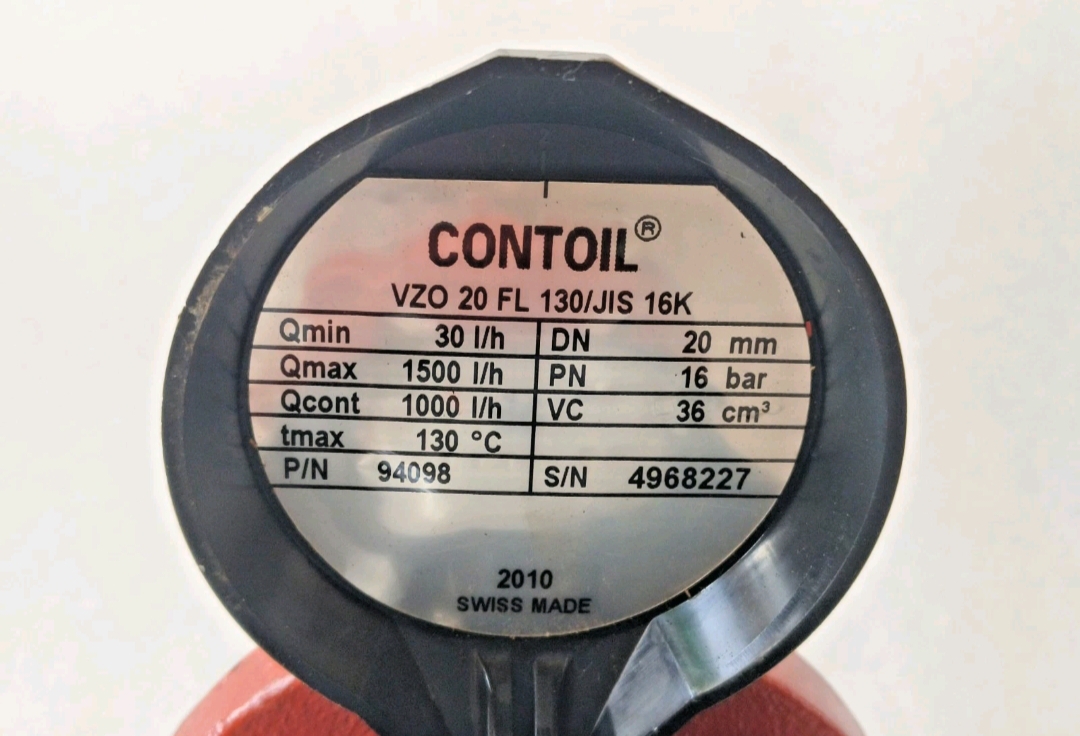 CONTOIL®
VZO 20 FL 130/JIS 16K
Qmin 30 l/h DN 20 mm
Qmax 1500 l/h PN 16 bar
Qcont 1000 l/h VC 36 cm³
tmax 130 °C
P/N 94098 S/N 4968227
2010
SWISS MADE